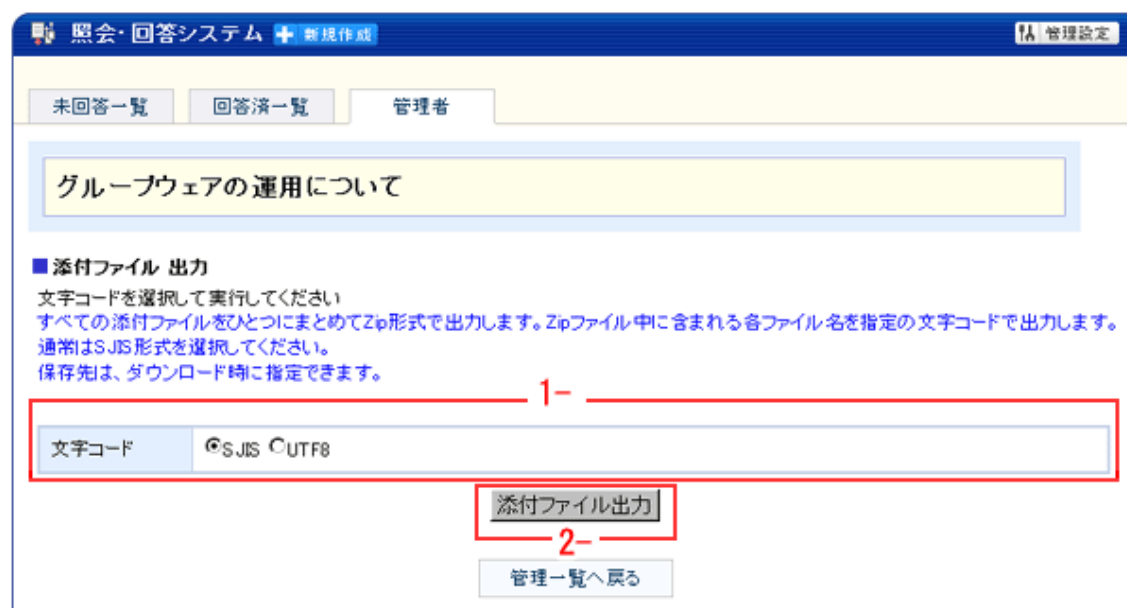 照会・回答システム 新規作成 管理設定
未回答一覧 回答済一覧 管理者
グループウェアの運用について
■添付ファイル 出力
文字コードを選択して実行してください
すべての添付ファイルをひとつにまとめてZip形式で出力します。Zipファイル中に含まれる各ファイル名を指定の文字コードで出力します。
通常はSJIS形式を選択してください。
保存先は、ダウンロード時に指定できます。
1-
文字コード SJIS UTF8
添付ファイル出力
2-
管理一覧へ戻る